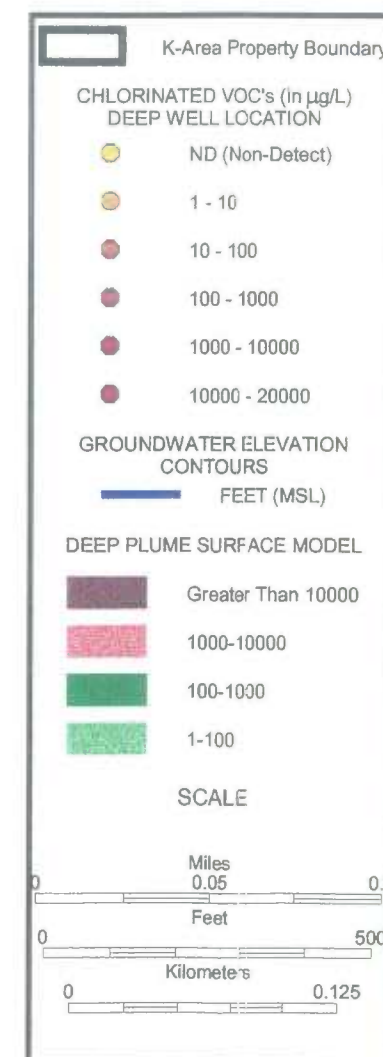 K-Area Property Boundary
CHLORINATED VOC's (in µg/L)
DEEP WELL LOCATION
ND (Non-Detect)
1 - 10
10 - 100
100 - 1000
1000 - 10000
10000 - 20000
GROUNDWATER ELEVATION
CONTOURS
FEET (MSL)
DEEP PLUME SURFACE MODEL
Greater Than 10000
1000-10000
100-1000
1-100
SCALE
Miles
0 0.05 0.
Feet
0 500
Kilometers
0 0.125